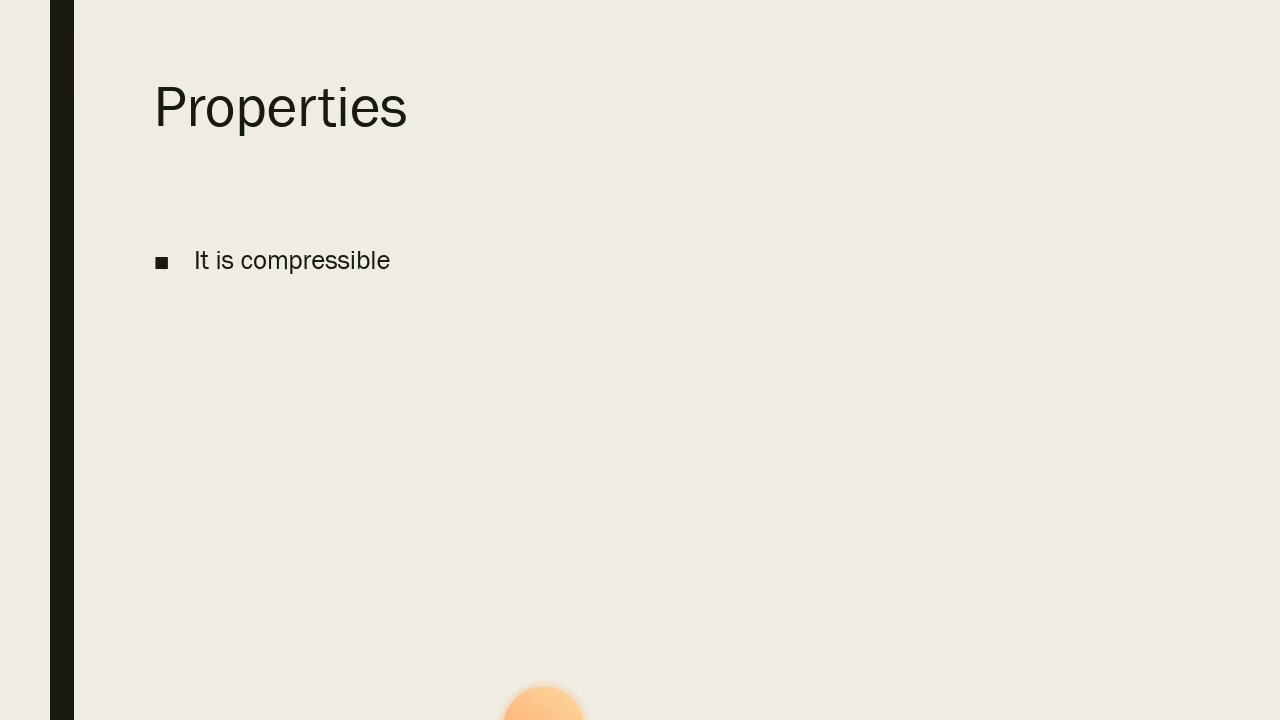 Properties
■ It is compressible